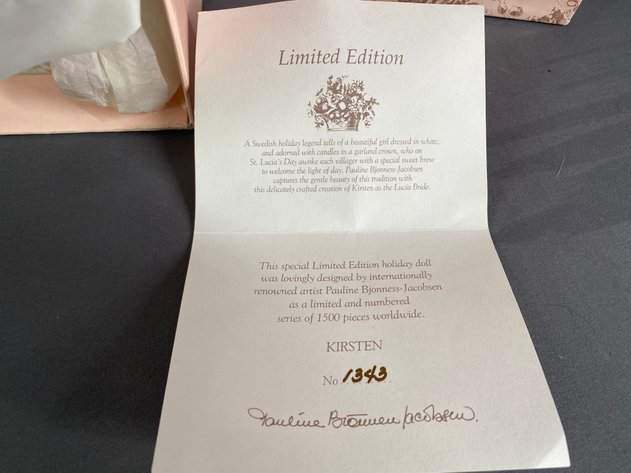 Limited Edition
A Swedish holiday legend tells of a beautiful girl dressed in white,
and adorned with candles in a garland crown, who on
St. Lucia's Day awoke each villager with a special sweet brew
to welcome the light of day. Pauline Bjonnen-Jacobsen
captures the gentle beauty of this tradition with
this delicately crafted creation of Kirsten as the Lucia Bride.
This special Limited Edition holiday doll
was lovingly designed by internationally
renowned artist Pauline Bjonness-Jacobsen
as a limited and numbered
series of 1500 pieces worldwide.
KIRSTEN
No 1343
Pauline Bjonnen Jacobsen.